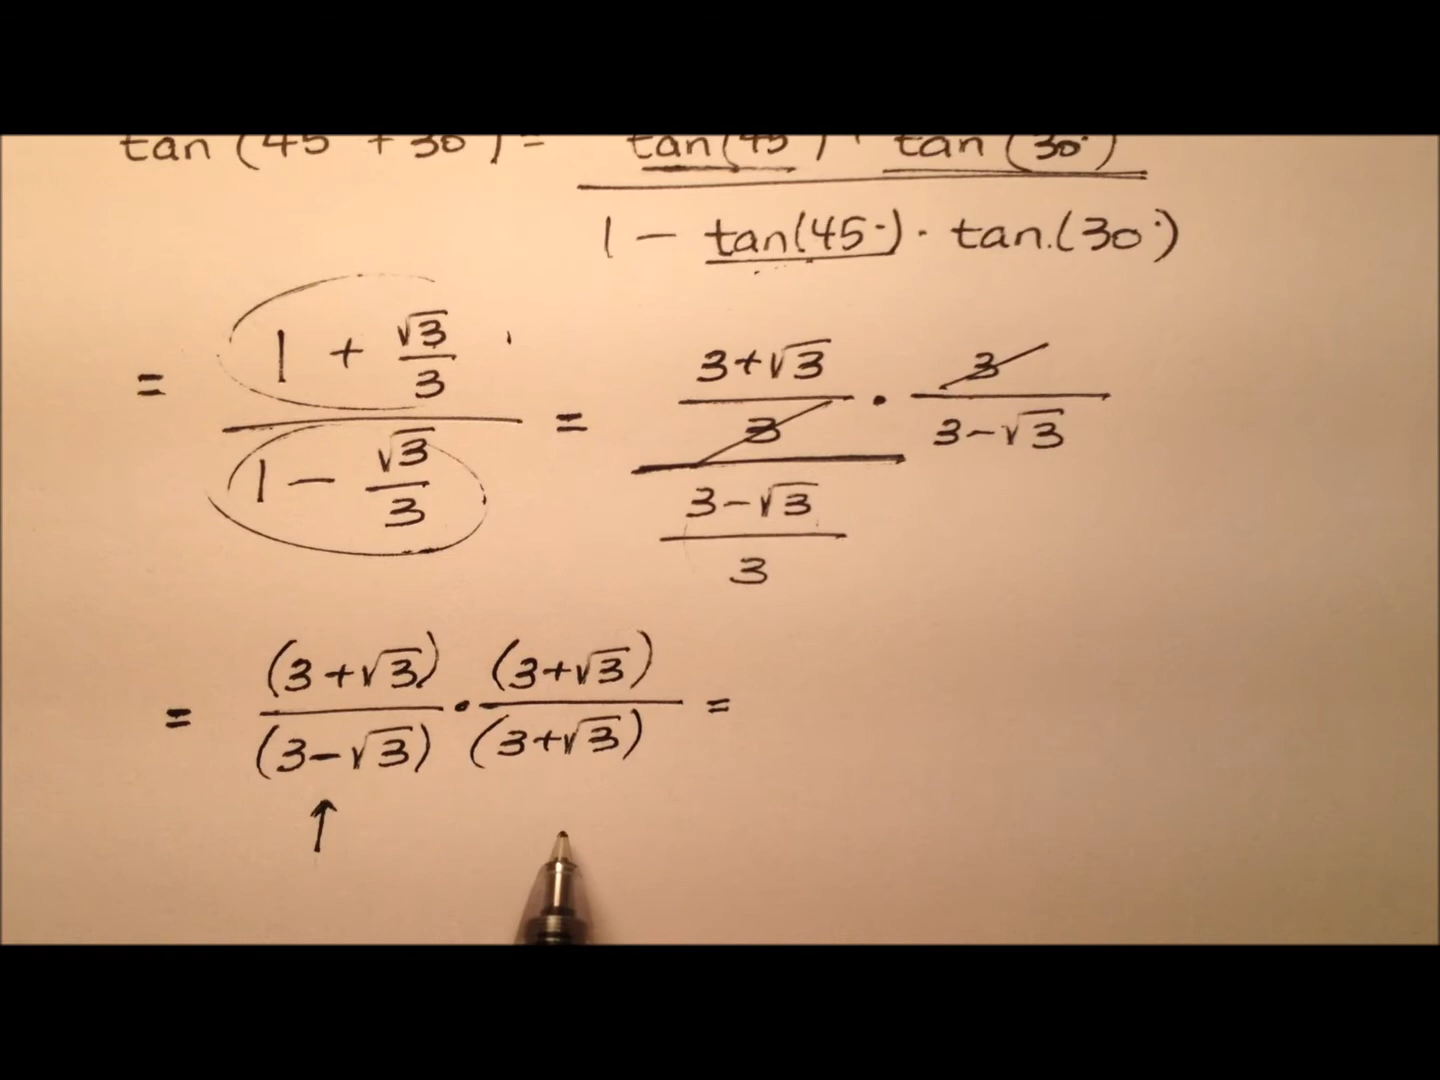 tan (45 + 30°) = tan(45°) + tan (30°)
1 - tan(45°) · tan.(30°)
= 1 + √3/3 / 1 - √3/3 = 3+√3/3 / 3-√3/3 · 3/3-√3
= (3+√3)/(3-√3) · (3+√3)/(3+√3) =